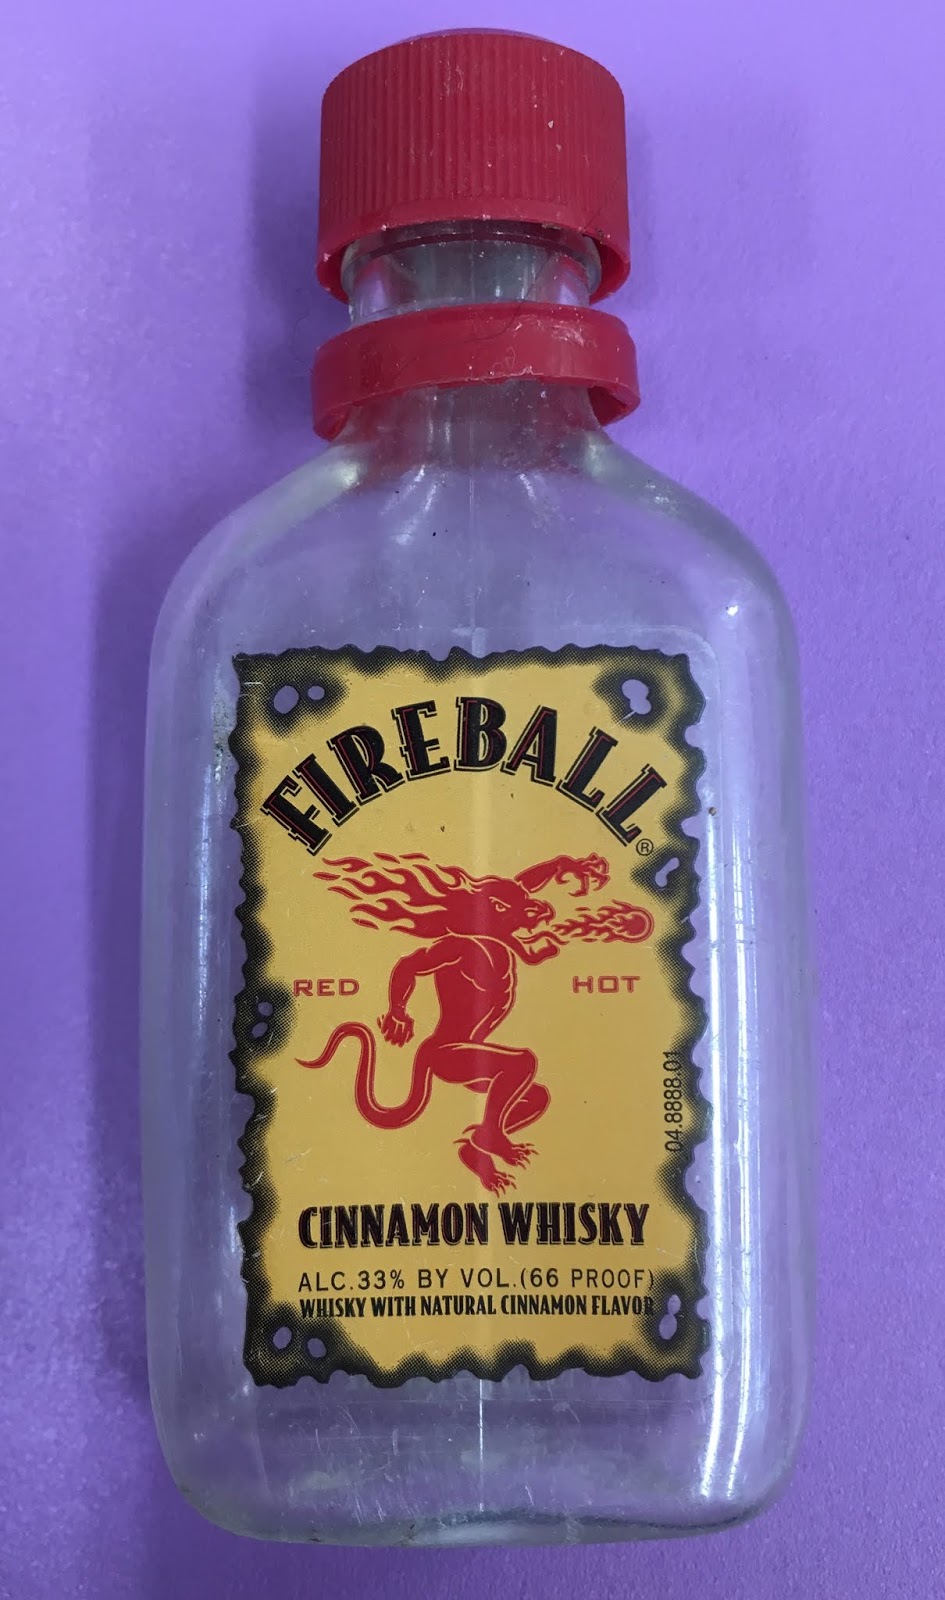 FIREBALL®
RED HOT
04.8888.01
CINNAMON WHISKY
ALC.33% BY VOL.(66 PROOF)
WHISKY WITH NATURAL CINNAMON FLAVOR